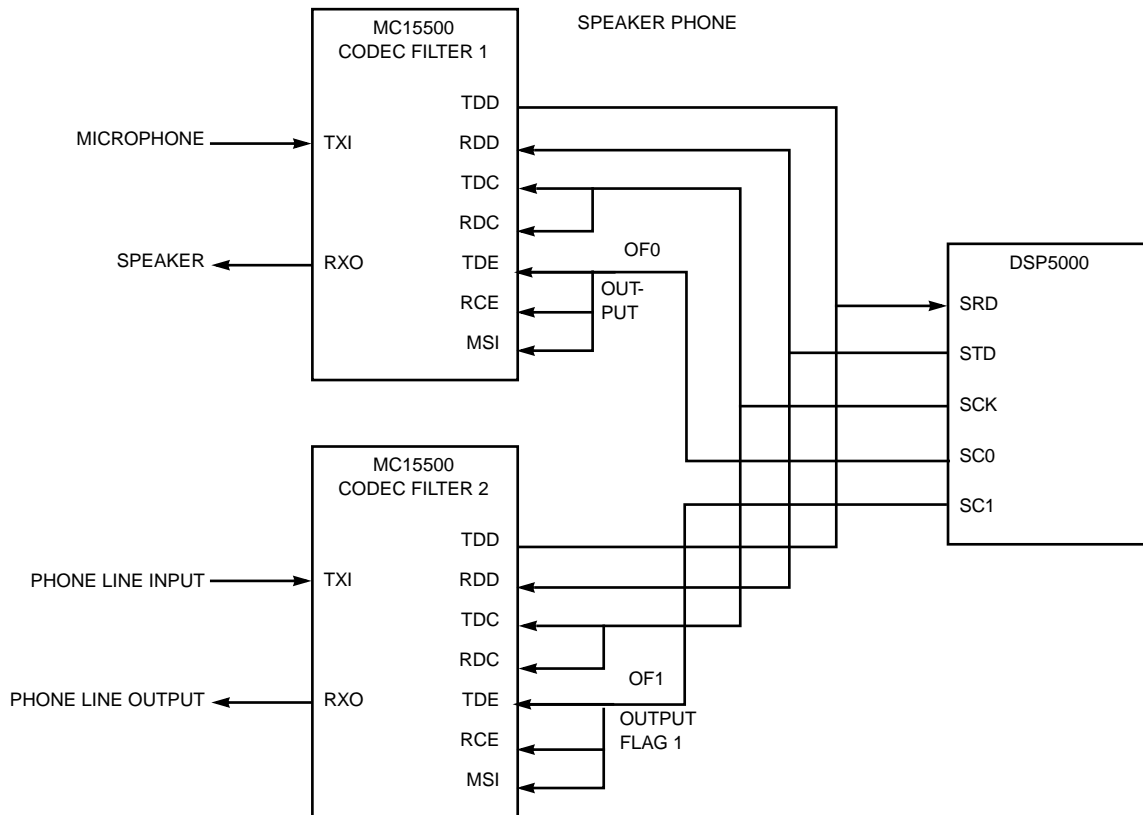 SPEAKER PHONE
MC15500
CODEC FILTER 1
TDD
MICROPHONE
TXI
RDD
TDC
RDC
SPEAKER
RXO
TDE
OF0
OUT-
PUT
RCE
MSI
DSP5000
SRD
STD
SCK
SC0
SC1
MC15500
CODEC FILTER 2
TDD
PHONE LINE INPUT
TXI
RDD
TDC
RDC
PHONE LINE OUTPUT
RXO
TDE
OF1
OUTPUT
FLAG 1
RCE
MSI